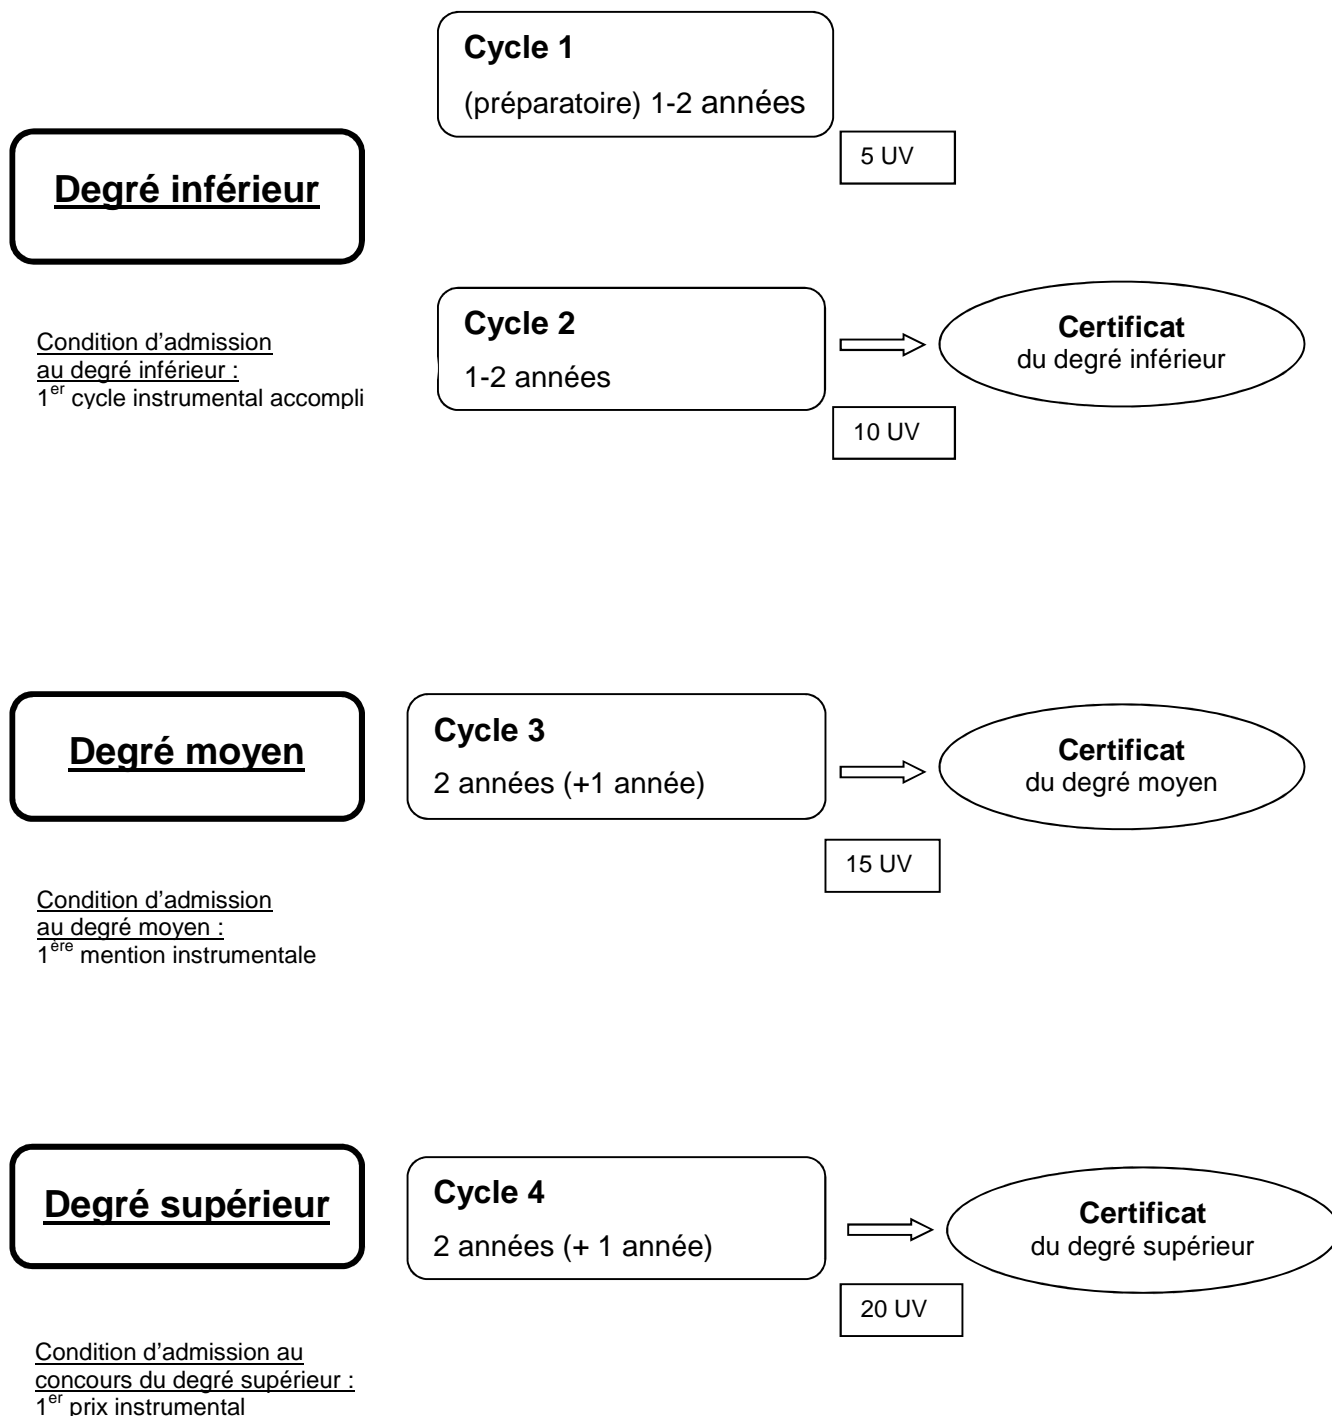 Cycle 1
(préparatoire) 1-2 années
5 UV
Degré inférieur
Condition d’admission
au degré inférieur :
1er cycle instrumental accompli
Cycle 2
1-2 années
10 UV
Certificat
du degré inférieur
Degré moyen
Cycle 3
2 années (+1 année)
15 UV
Certificat
du degré moyen
Condition d’admission
au degré moyen :
1ère mention instrumentale
Degré supérieur
Cycle 4
2 années (+ 1 année)
20 UV
Certificat
du degré supérieur
Condition d’admission au
concours du degré supérieur :
1er prix instrumental